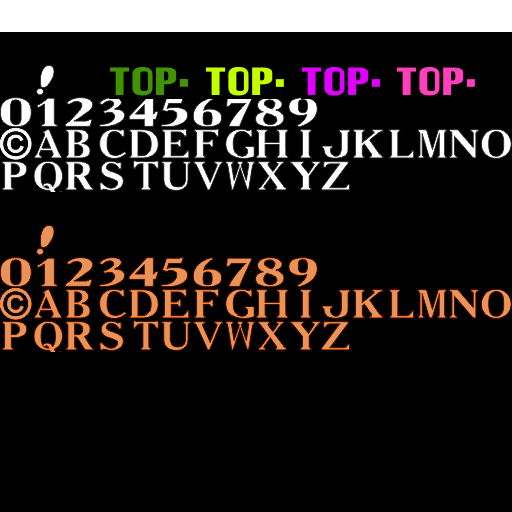 ! TOP. TOP. TOP. TOP.
0123456789
©ABCDEFGHIJKLMNO
PQRSTUVWXYZ
!
0123456789
©ABCDEFGHIJKLMNO
PQRSTUVWXYZ